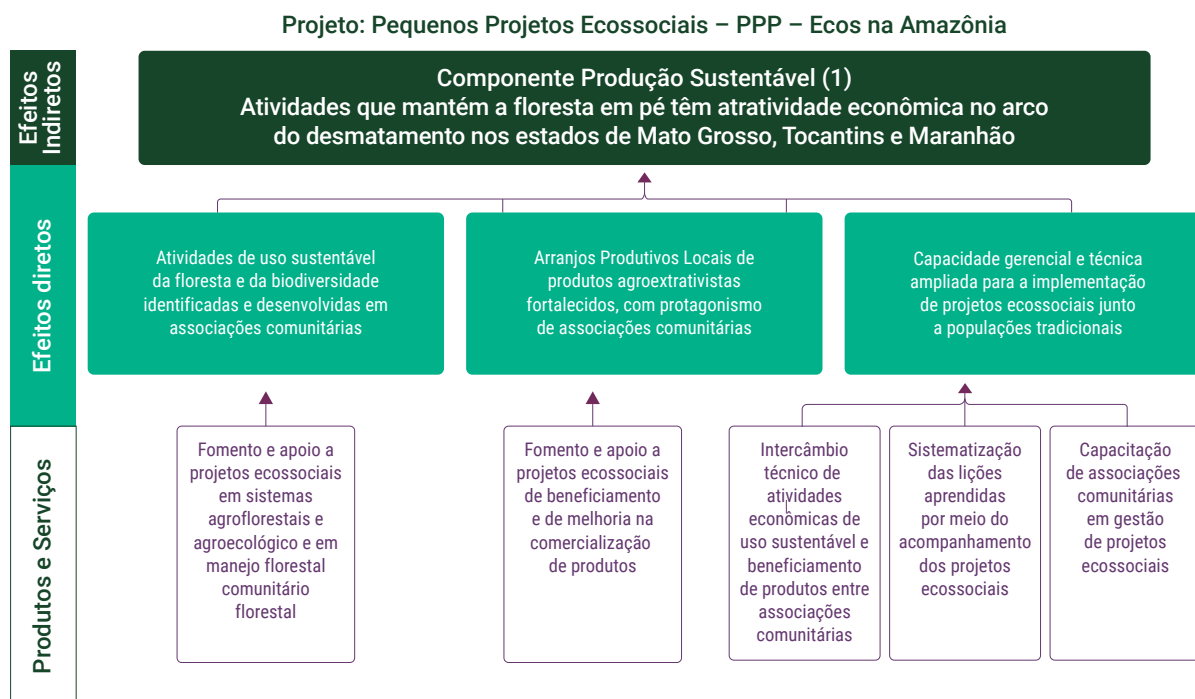 Projeto: Pequenos Projetos Ecossociais – PPP – Ecos na Amazônia
Efeitos
Indiretos
Componente Produção Sustentável (1)
Atividades que mantém a floresta em pé têm atratividade econômica no arco
do desmatamento nos estados de Mato Grosso, Tocantins e Maranhão
Efeitos diretos
Atividades de uso sustentável
da floresta e da biodiversidade
identificadas e desenvolvidas em
associações comunitárias
Arranjos Produtivos Locais de
produtos agroextrativistas
fortalecidos, com protagonismo
de associações comunitárias
Capacidade gerencial e técnica
ampliada para a implementação
de projetos ecossociais junto
a populações tradicionais
Produtos e Serviços
Fomento e apoio a
projetos ecossociais
em sistemas
agroflorestais e
agroecológico e em
manejo florestal
comunitário
florestal
Fomento e apoio a
projetos ecossociais
de beneficiamento
e de melhoria na
comercialização
de produtos
Intercâmbio
técnico de
atividades
econômicas de
uso sustentável e
beneficiamento
de produtos entre
associações
comunitárias
Sistematização
das lições
aprendidas
por meio do
acompanhamento
dos projetos
ecossociais
Capacitação
de associações
comunitárias
em gestão
de projetos
ecossociais